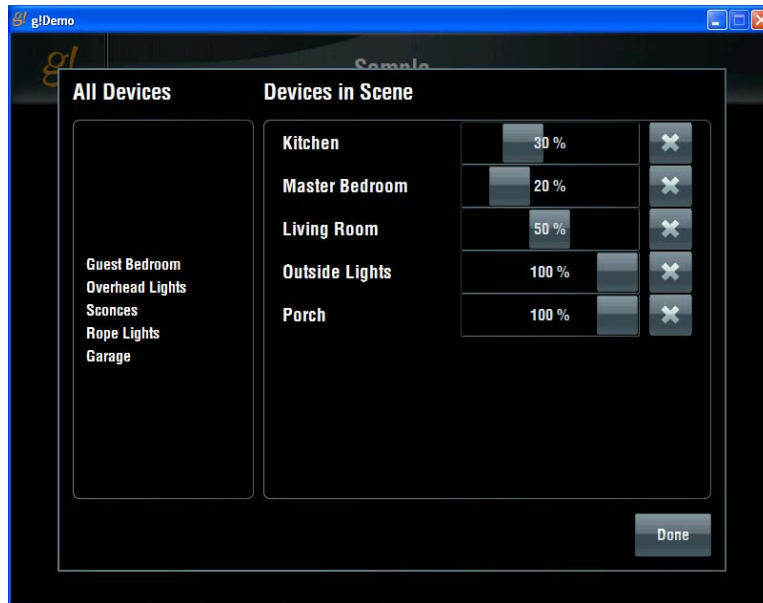 g! g!Demo
g!
Sample
All Devices
Devices in Scene
Guest Bedroom
Overhead Lights
Sconces
Rope Lights
Garage
Kitchen 30 %
Master Bedroom 20 %
Living Room 50 %
Outside Lights 100 %
Porch 100 %
Done